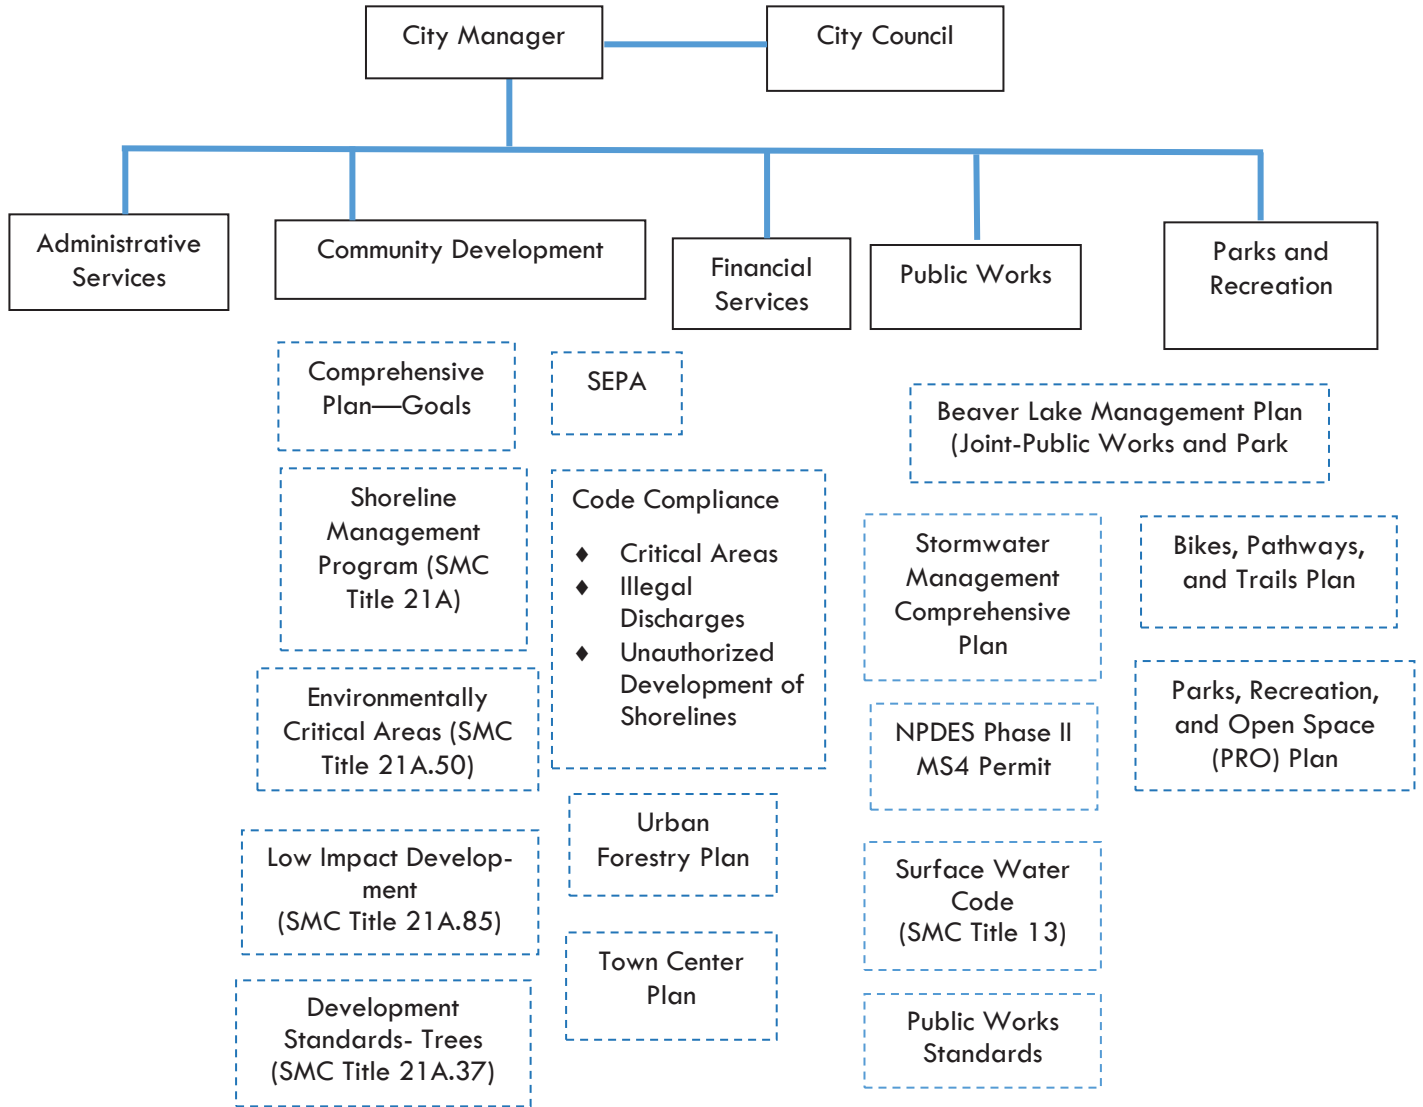 City Manager
City Council
Administrative
Services
Community Development
Financial
Services
Public Works
Parks and
Recreation
Comprehensive
Plan—Goals
SEPA
Beaver Lake Management Plan
(Joint-Public Works and Park
Shoreline
Management
Program (SMC
Title 21A)
Code Compliance
♦ Critical Areas
♦ Illegal
Discharges
♦ Unauthorized
Development of
Shorelines
Stormwater
Management
Comprehensive
Plan
Bikes, Pathways,
and Trails Plan
Environmentally
Critical Areas (SMC
Title 21A.50)
NPDES Phase II
MS4 Permit
Parks, Recreation,
and Open Space
(PRO) Plan
Low Impact Develop-
ment
(SMC Title 21A.85)
Urban
Forestry Plan
Surface Water
Code
(SMC Title 13)
Development
Standards- Trees
(SMC Title 21A.37)
Town Center
Plan
Public Works
Standards